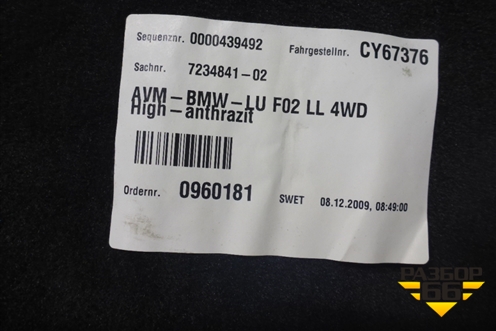 Sequenznr. 0000439492 Fahrgestellnr. CY67376
Sachnr. 7234841-02
AVM-BMW-LU F02 LL 4WD
High-anthrazit
Ordernr. 0960181 SWET 08.12.2009, 08:49:00
РАЗБОР
66